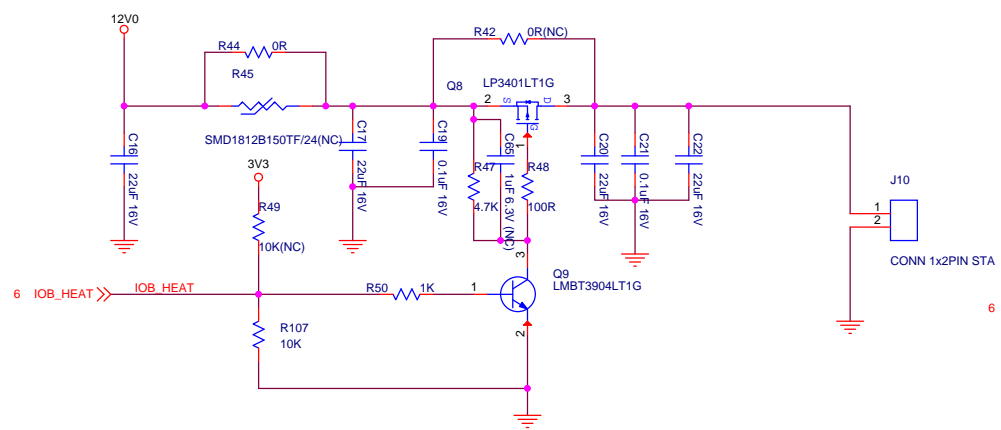 12V0
R44
0R
R42
0R(NC)
R45
Q8
LP3401LT1G
S
D
G
2
3
1
C16
22uF 16V
SMD1812B150TF/24(NC)
C17
22uF 16V
C19
0.1uF 16V
C65
1uF 6.3V (NC)
R47
4.7K
R48
100R
C20
22uF 16V
C21
0.1uF 16V
C22
22uF 16V
J10
1
2
CONN 1x2PIN STA
3V3
R49
10K(NC)
3
Q9
LMBT3904LT1G
6 IOB_HEAT
IOB_HEAT
R50
1K
1
2
R107
10K
6